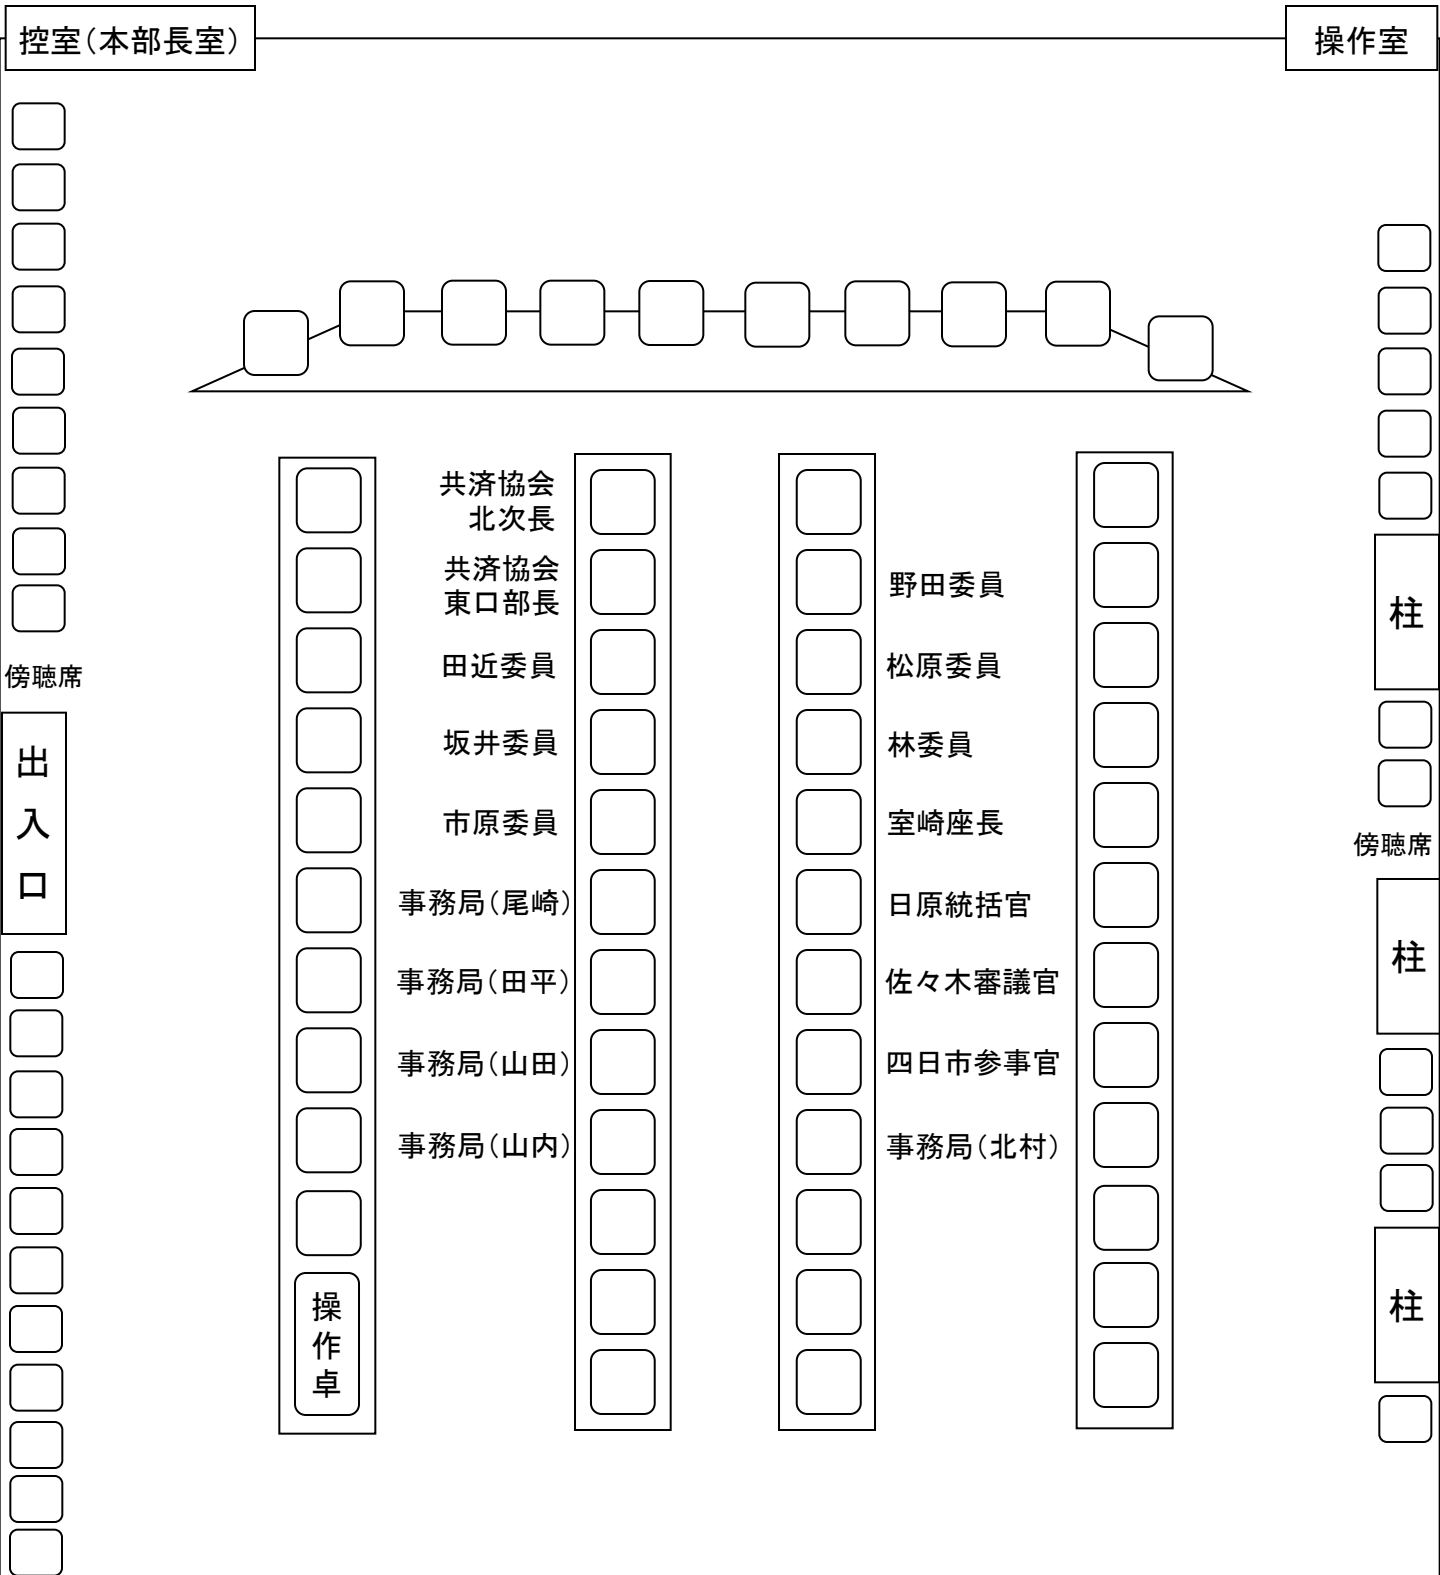 控室(本部長室)
操作室
共済協会
北次長
共済協会
東口部長
野田委員
田近委員
松原委員
坂井委員
林委員
市原委員
室崎座長
事務局(尾崎)
日原統括官
事務局(田平)
佐々木審議官
事務局(山田)
四日市参事官
事務局(山内)
事務局(北村)
操
作
卓
傍聴席
出
入
口
柱
傍聴席
柱
柱